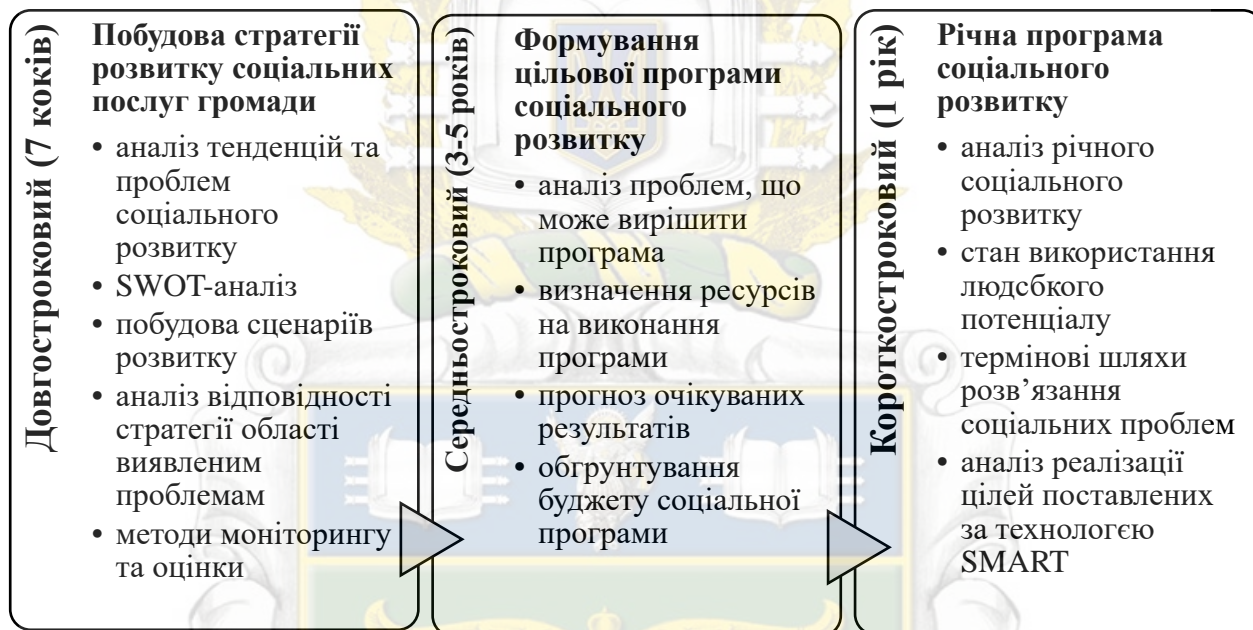 Довгостроковий (7 коків)
Побудова стратегії
розвитку соціальних
послуг громади
• аналіз тенденцій та
проблем
соціального
розвитку
• SWOT-аналіз
• побудова сценаріїв
розвитку
• аналіз відповідності
стратегії області
виявленим
проблемам
• методи моніторингу
та оцінки
Середньостроковий (3-5 років)
Формування
цільової програми
соціального
розвитку
• аналіз проблем, що
може вирішити
програма
• визначення ресурсів
на виконання
програми
• прогноз очікуваних
результатів
• обгрунтування
буджету соціальної
програми
Короткостроковий (1 рік)
Річна програма
соціального
розвитку
• аналіз річного
соціального
розвитку
• стан використання
людсбкого
потенціалу
• термінові шляхи
розв’язання
соціальних проблем
• аналіз реалізації
цілей поставлених
за технологєю
SMART